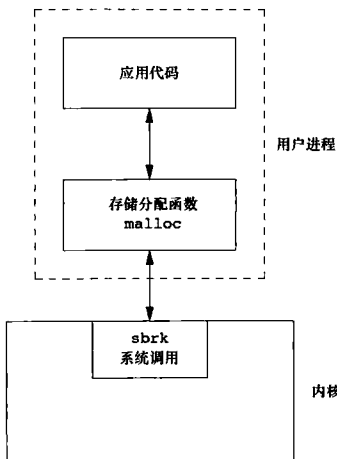 应用代码
用户进程
存储分配函数
malloc
sbrk
系统调用
内核